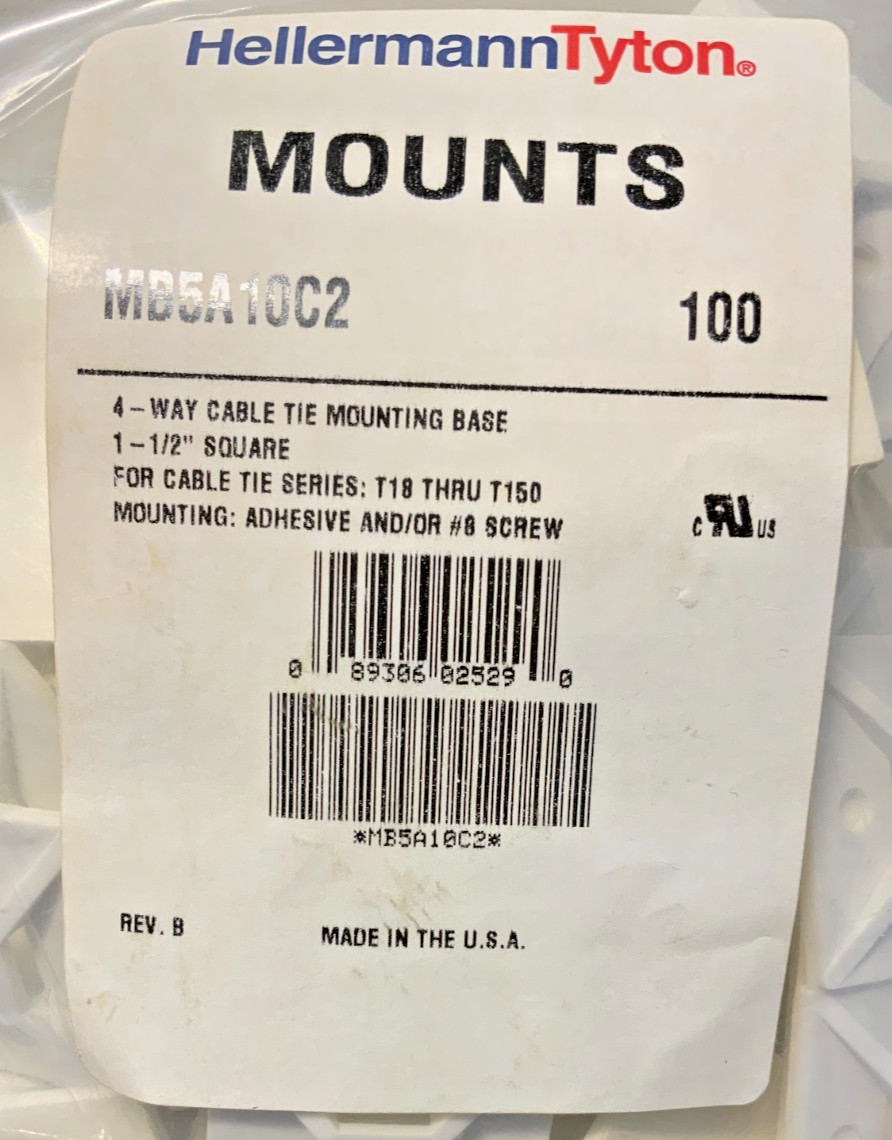 HellermannTyton®
MOUNTS
MB5A10C2 100
4-WAY CABLE TIE MOUNTING BASE
1-1/2" SQUARE
FOR CABLE TIE SERIES: T18 THRU T150
MOUNTING: ADHESIVE AND/OR #8 SCREW
c RU US
0 89306 02529 0
*MB5A10C2*
REV. B MADE IN THE U.S.A.